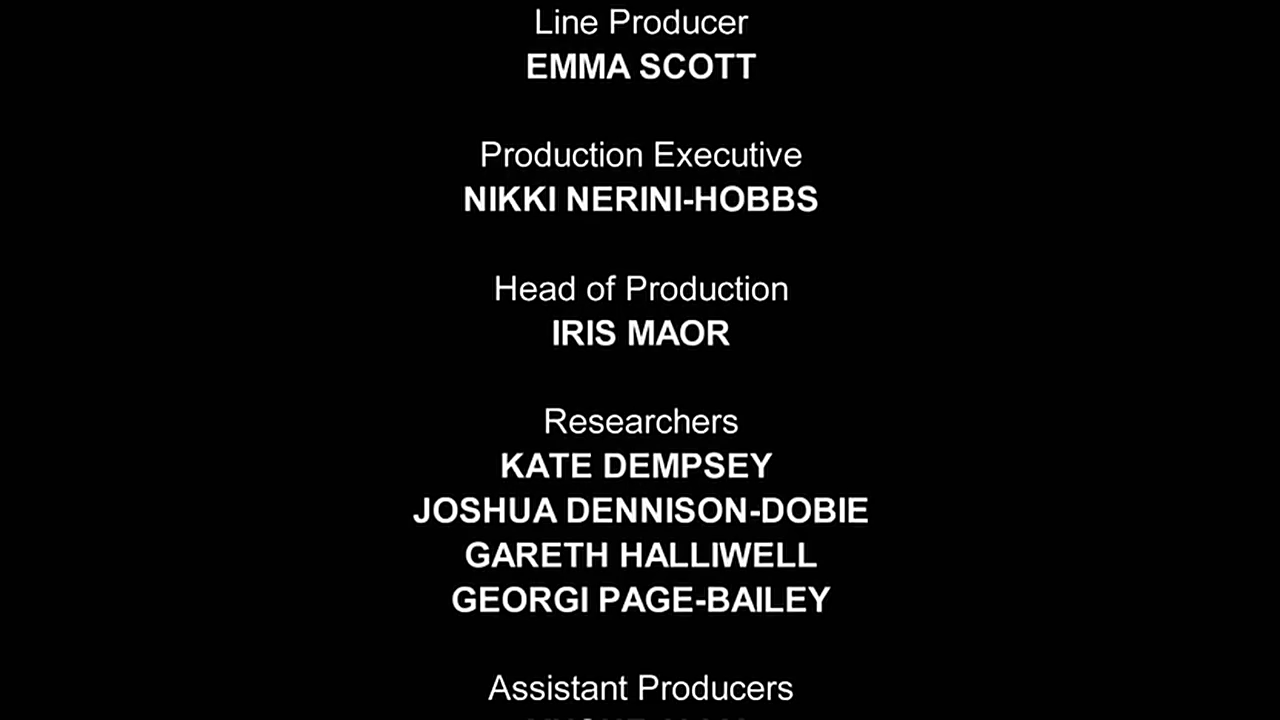 Line Producer
EMMA SCOTT
Production Executive
NIKKI NERINI-HOBBS
Head of Production
IRIS MAOR
Researchers
KATE DEMPSEY
JOSHUA DENNISON-DOBIE
GARETH HALLIWELL
GEORGI PAGE-BAILEY
Assistant Producers